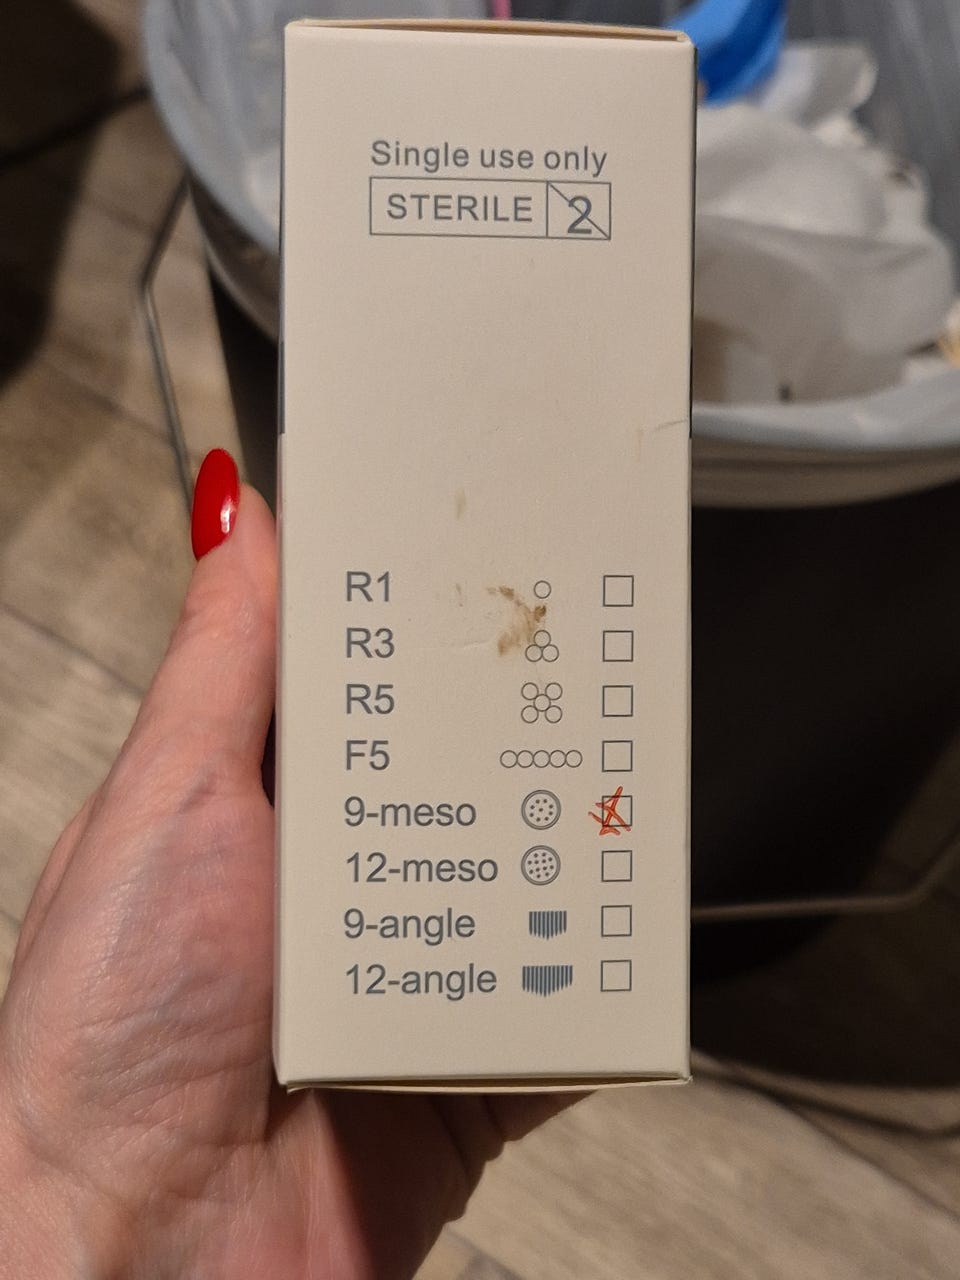 Single use only
STERILE 2
R1
R3
R5
F5
9-meso
12-meso
9-angle
12-angle